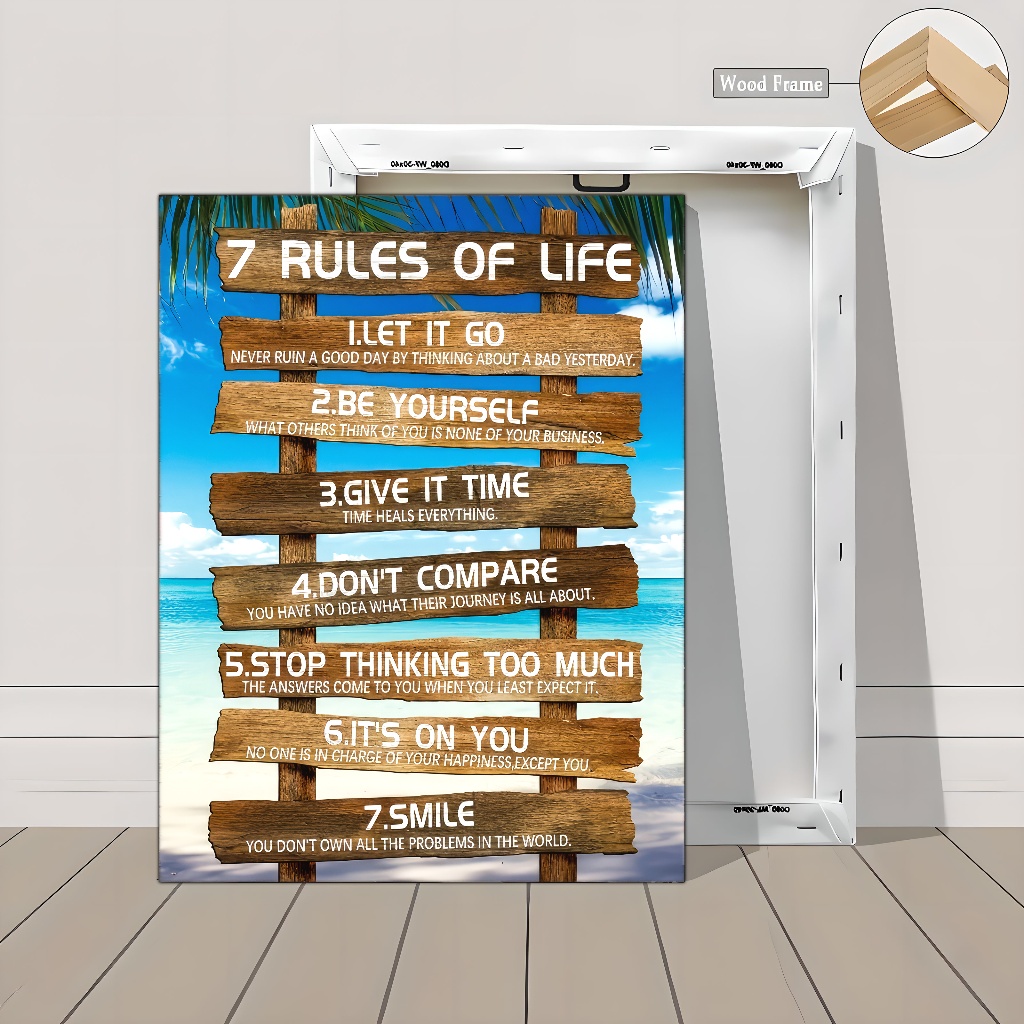 Wood Frame
7 RULES OF LIFE
1.LET IT GO
NEVER RUIN A GOOD DAY BY THINKING ABOUT A BAD YESTERDAY.
2.BE YOURSELF
WHAT OTHERS THINK OF YOU IS NONE OF YOUR BUSINESS.
3.GIVE IT TIME
TIME HEALS EVERYTHING.
4.DON'T COMPARE
YOU HAVE NO IDEA WHAT THEIR JOURNEY IS ALL ABOUT.
5.STOP THINKING TOO MUCH
THE ANSWERS COME TO YOU WHEN YOU LEAST EXPECT IT.
6.IT'S ON YOU
NO ONE IS IN CHARGE OF YOUR HAPPINESS,EXCEPT YOU.
7.SMILE
YOU DON'T OWN ALL THE PROBLEMS IN THE WORLD.